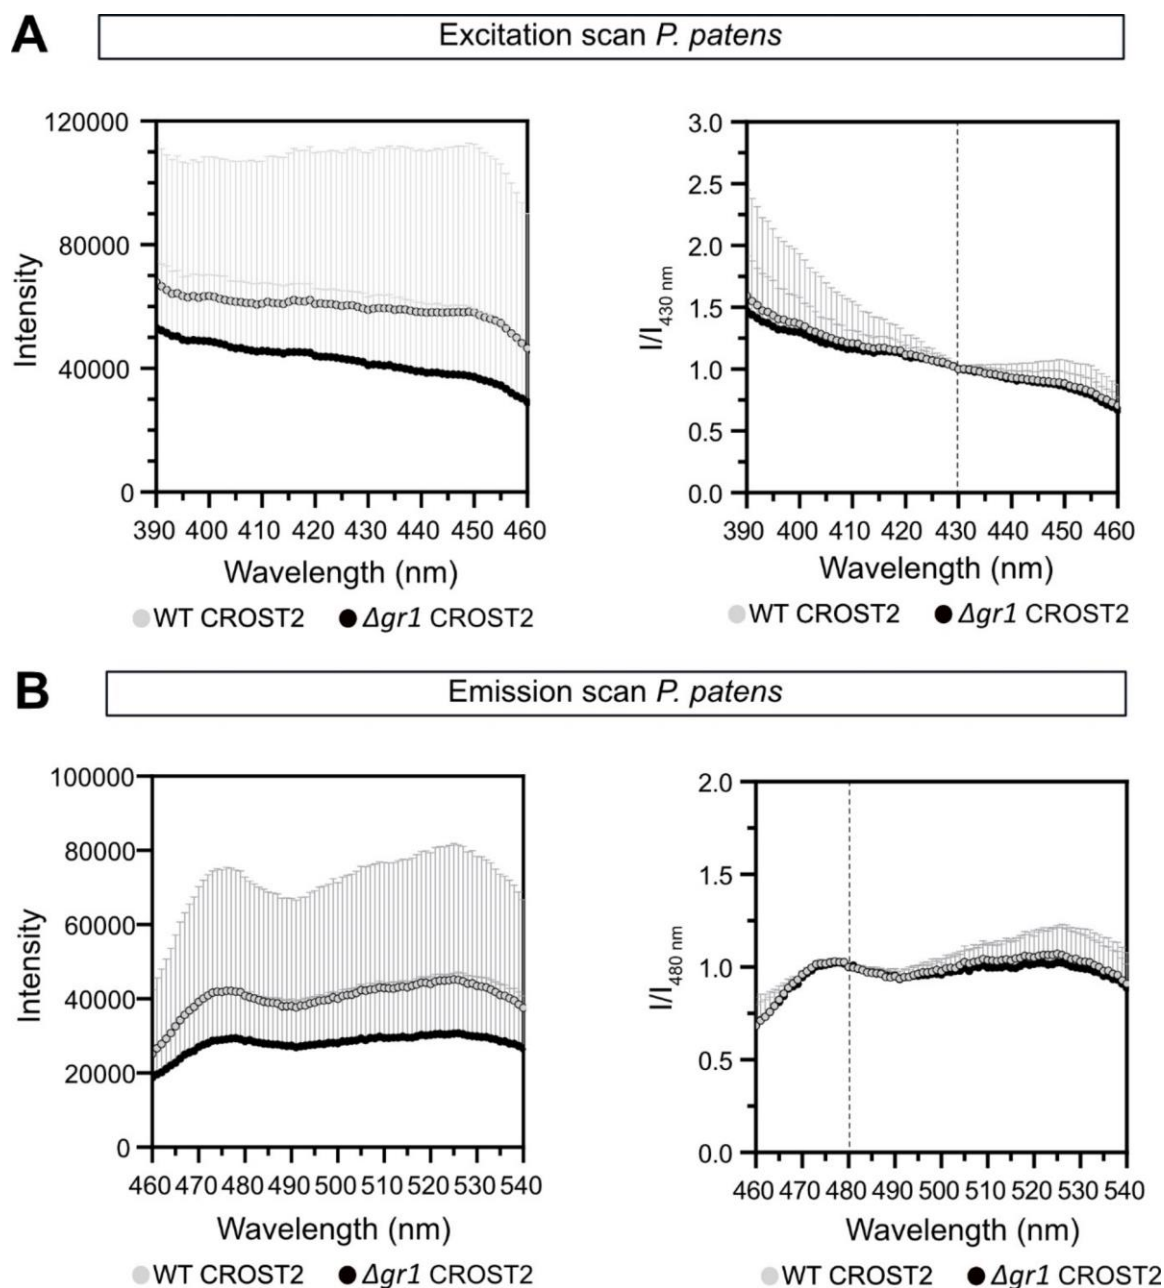 A
Excitation scan P. patens
120000
80000
40000
0
Intensity
390 400 410 420 430 440 450 460
Wavelength (nm)
WT CROST2 Δgr1 CROST2
3.0
2.5
2.0
1.5
1.0
0.5
0.0
I/I430 nm
390 400 410 420 430 440 450 460
Wavelength (nm)
WT CROST2 Δgr1 CROST2
B
Emission scan P. patens
100000
80000
60000
40000
20000
0
Intensity
460 470 480 490 500 510 520 530 540
Wavelength (nm)
WT CROST2 Δgr1 CROST2
2.0
1.5
1.0
0.5
0.0
I/I480 nm
460 470 480 490 500 510 520 530 540
Wavelength (nm)
WT CROST2 Δgr1 CROST2